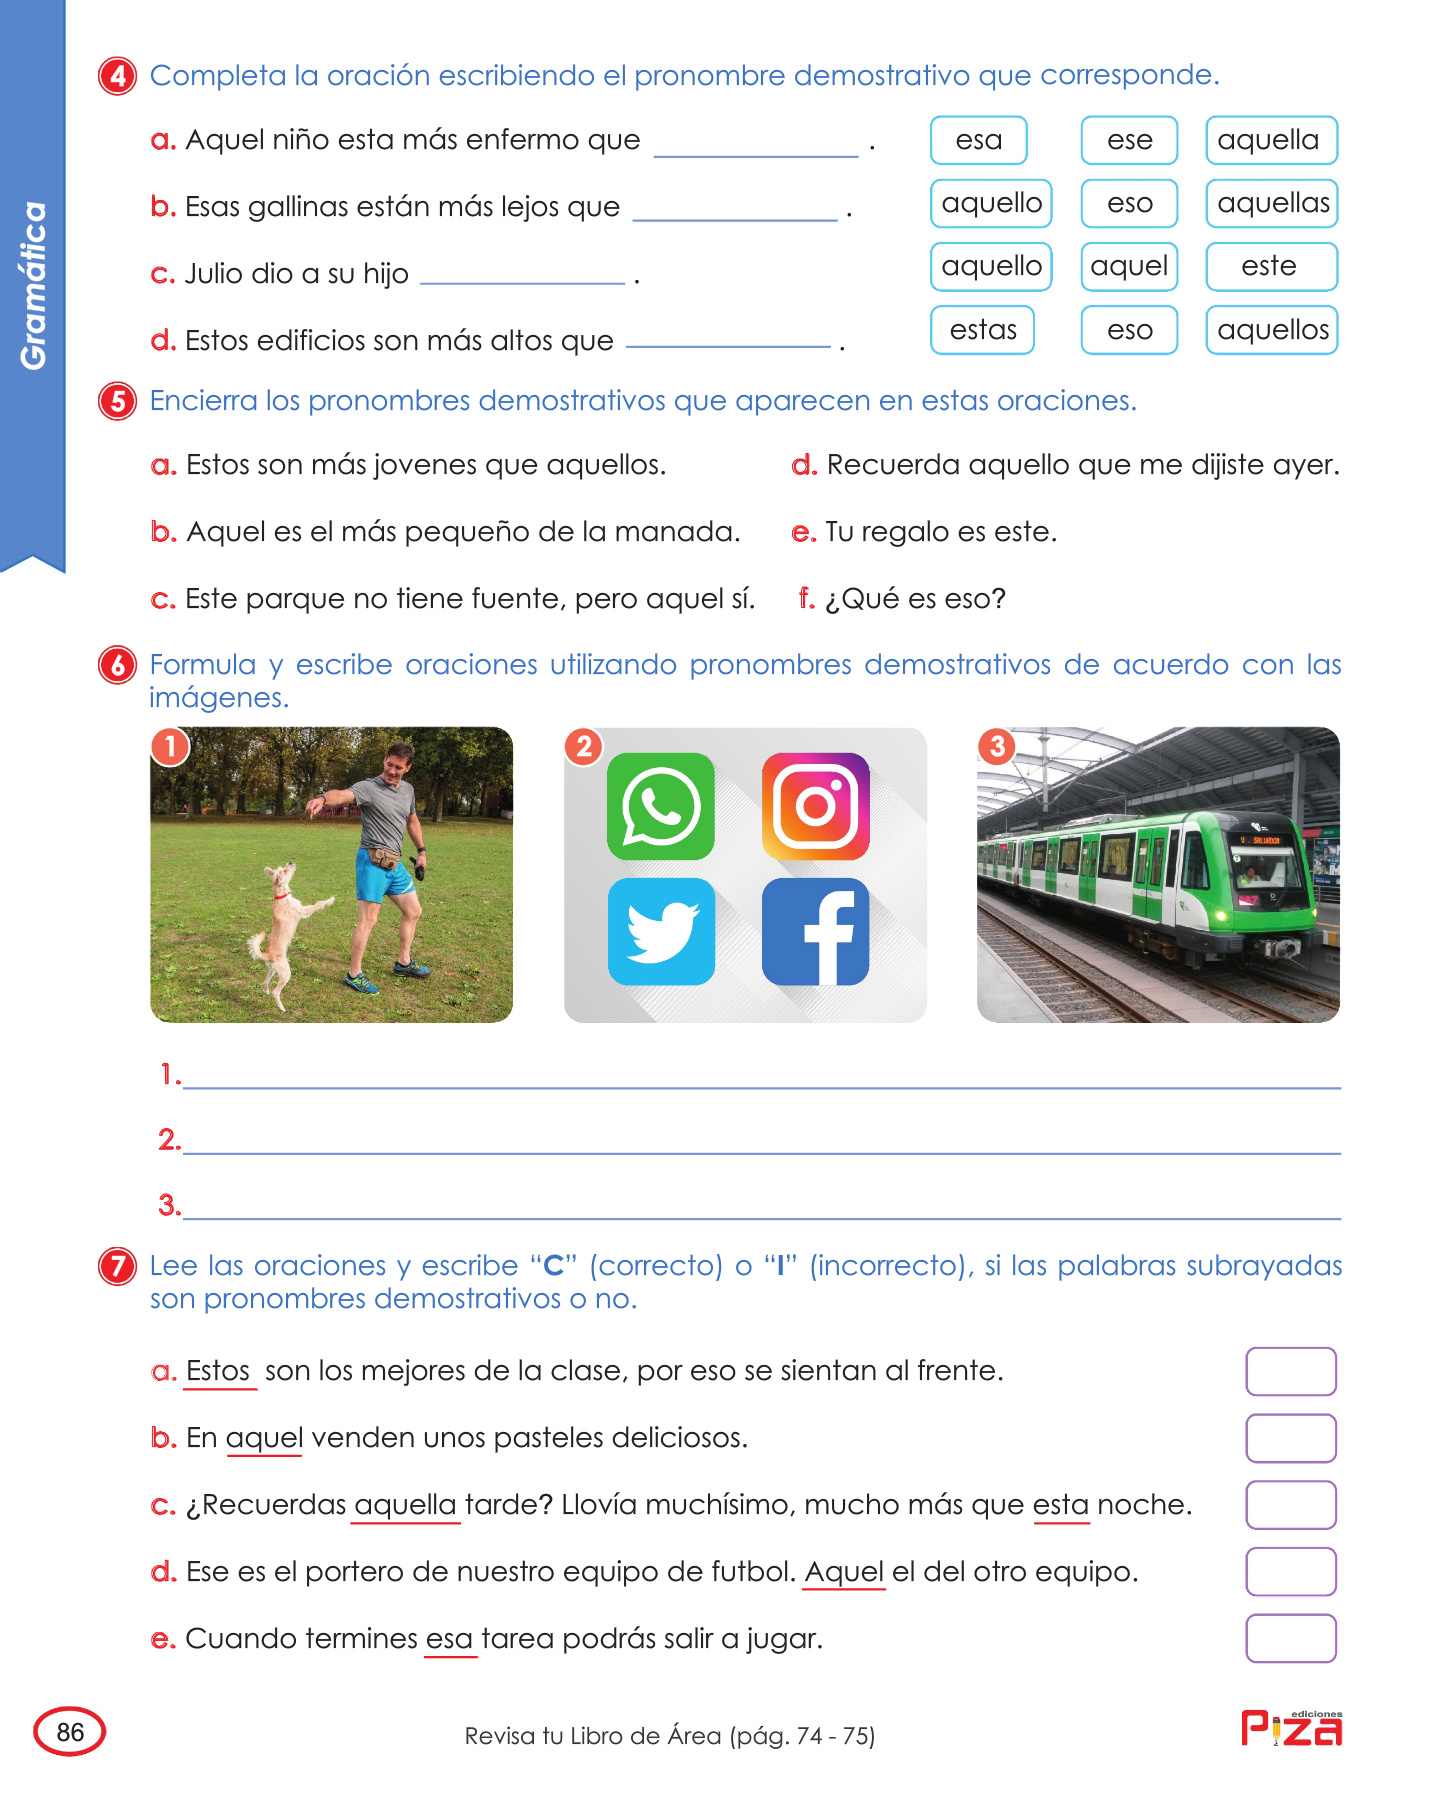 Gramática
4 Completa la oración escribiendo el pronombre demostrativo que corresponde.
a. Aquel niño esta más enfermo que ____________ . esa ese aquella
b. Esas gallinas están más lejos que ____________ . aquello eso aquellas
c. Julio dio a su hijo ____________ . aquello aquel este
d. Estos edificios son más altos que ____________ . estas eso aquellos
5 Encierra los pronombres demostrativos que aparecen en estas oraciones.
a. Estos son más jovenes que aquellos.
b. Aquel es el más pequeño de la manada.
c. Este parque no tiene fuente, pero aquel sí.
d. Recuerda aquello que me dijiste ayer.
e. Tu regalo es este.
f. ¿Qué es eso?
6 Formula y escribe oraciones utilizando pronombres demostrativos de acuerdo con las
imágenes.
1 2 3
1.
2.
3.
7 Lee las oraciones y escribe “C” (correcto) o “I” (incorrecto), si las palabras subrayadas
son pronombres demostrativos o no.
a. Estos son los mejores de la clase, por eso se sientan al frente.
b. En aquel venden unos pasteles deliciosos.
c. ¿Recuerdas aquella tarde? Llovía muchísimo, mucho más que esta noche.
d. Ese es el portero de nuestro equipo de futbol. Aquel el del otro equipo.
e. Cuando termines esa tarea podrás salir a jugar.
86
Revisa tu Libro de Área (pág. 74 - 75)
ediciones
Piza